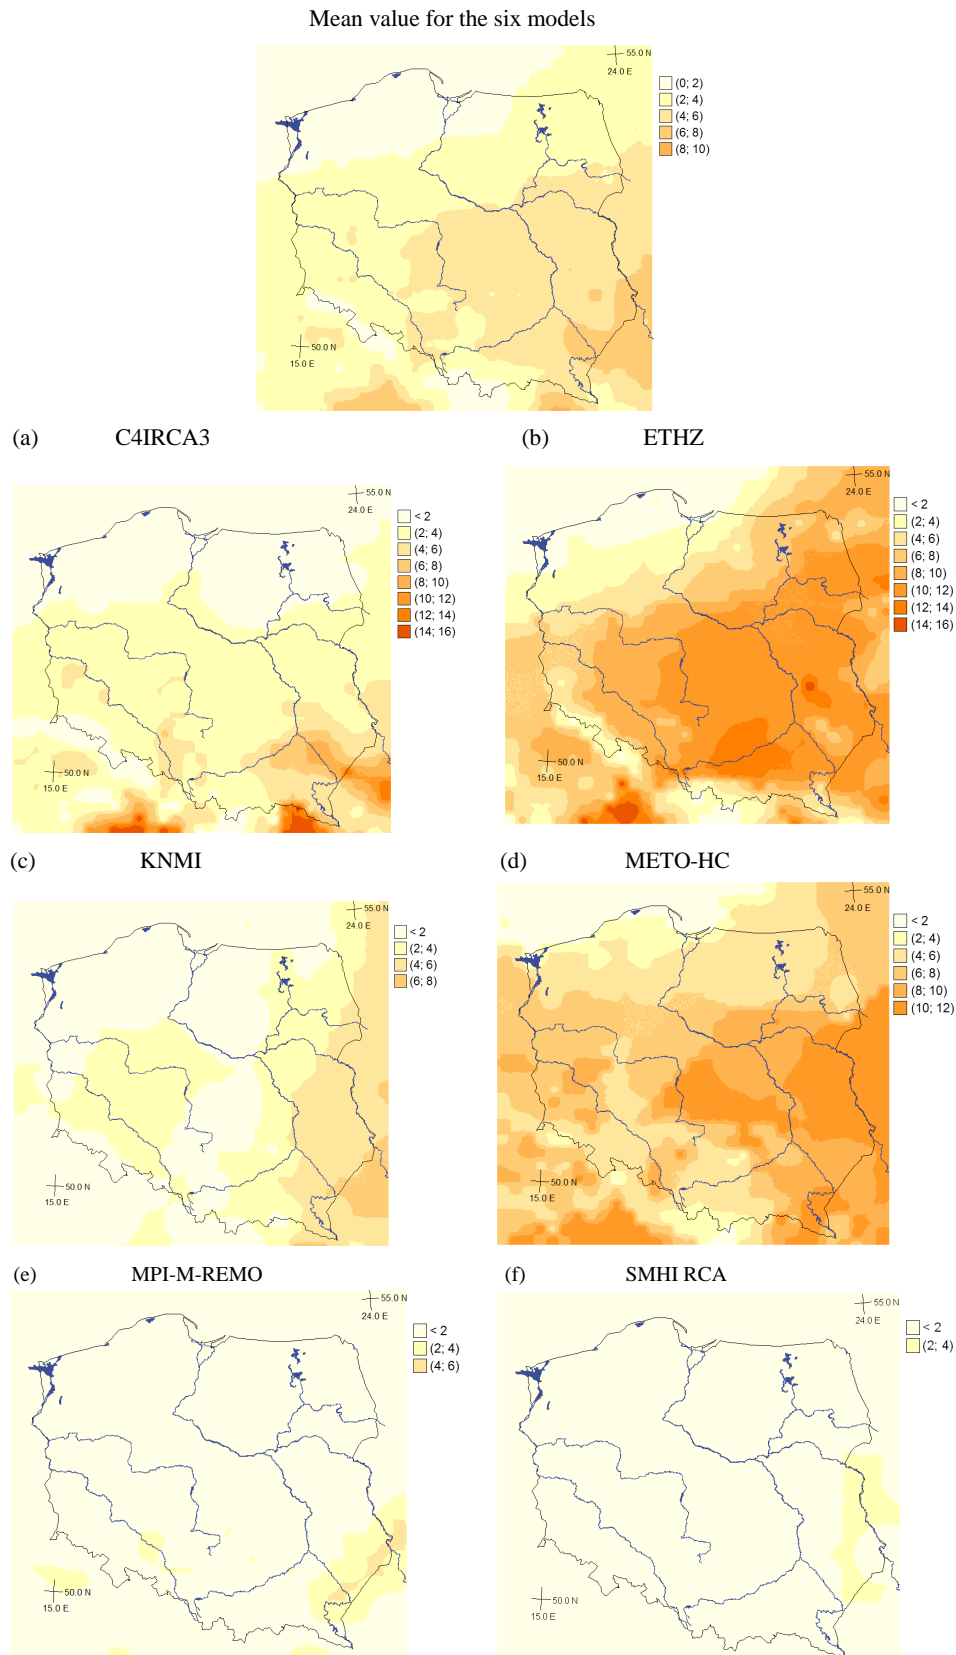 Mean value for the six models
55.0 N
24.0 E
(0; 2)
(2; 4)
(4; 6)
(6; 8)
(8; 10)
50.0 N
15.0 E
(a) C4IRCA3
(b) ETHZ
55.0 N
24.0 E
< 2
(2; 4)
(4; 6)
(6; 8)
(8; 10)
(10; 12)
(12; 14)
(14; 16)
50.0 N
15.0 E
55.0 N
24.0 E
< 2
(2; 4)
(4; 6)
(6; 8)
(8; 10)
(10; 12)
(12; 14)
(14; 16)
50.0 N
15.0 E
(c) KNMI
(d) METO-HC
55.0 N
24.0 E
< 2
(2; 4)
(4; 6)
(6; 8)
50.0 N
15.0 E
55.0 N
24.0 E
< 2
(2; 4)
(4; 6)
(6; 8)
(8; 10)
(10; 12)
50.0 N
15.0 E
(e) MPI-M-REMO
(f) SMHI RCA
55.0 N
24.0 E
< 2
(2; 4)
(4; 6)
50.0 N
15.0 E
55.0 N
24.0 E
< 2
(2; 4)
50.0 N
15.0 E